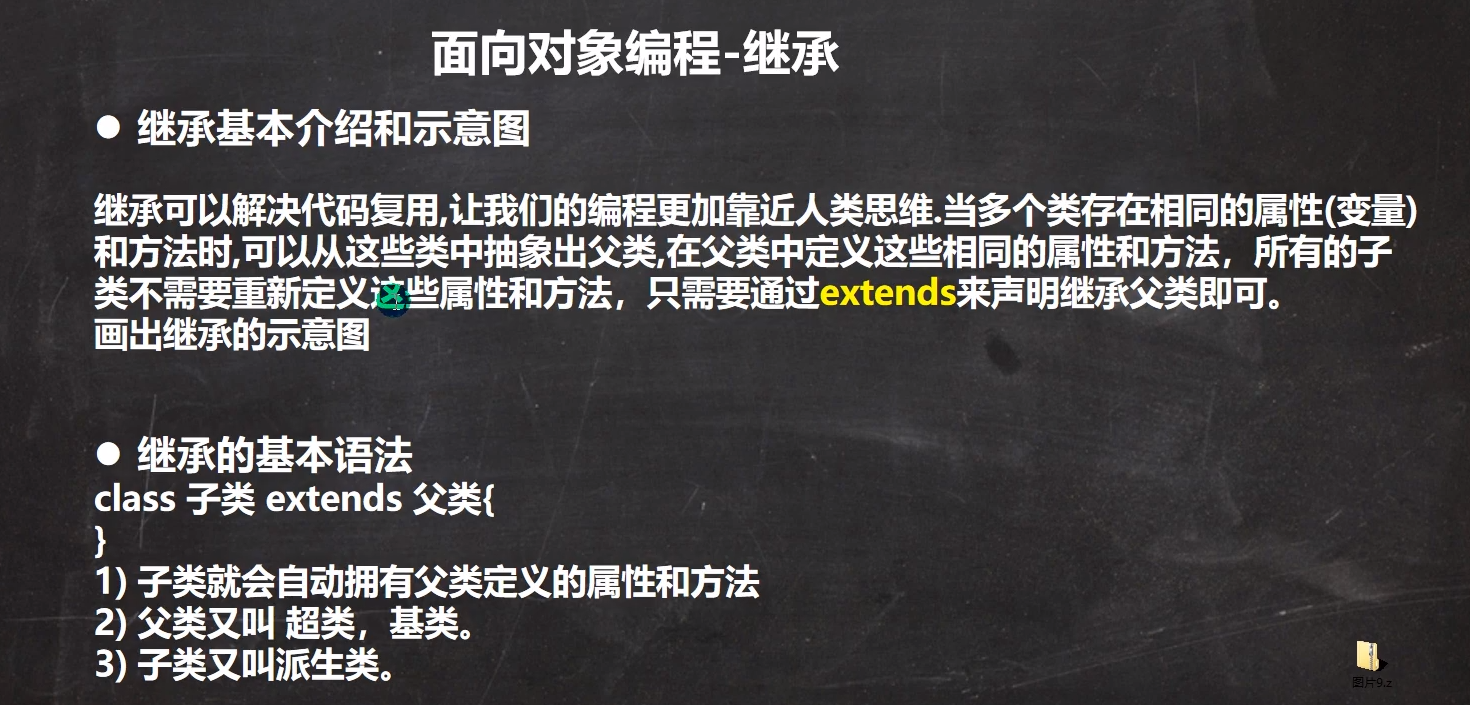 面向对象编程-继承
● 继承基本介绍和示意图
继承可以解决代码复用,让我们的编程更加靠近人类思维.当多个类存在相同的属性(变量)
和方法时,可以从这些类中抽象出父类,在父类中定义这些相同的属性和方法，所有的子
类不需要重新定义这些属性和方法，只需要通过extends来声明继承父类即可。
画出继承的示意图
● 继承的基本语法
class 子类 extends 父类{
}
1) 子类就会自动拥有父类定义的属性和方法
2) 父类又叫 超类，基类。
3) 子类又叫派生类。
图片9.z